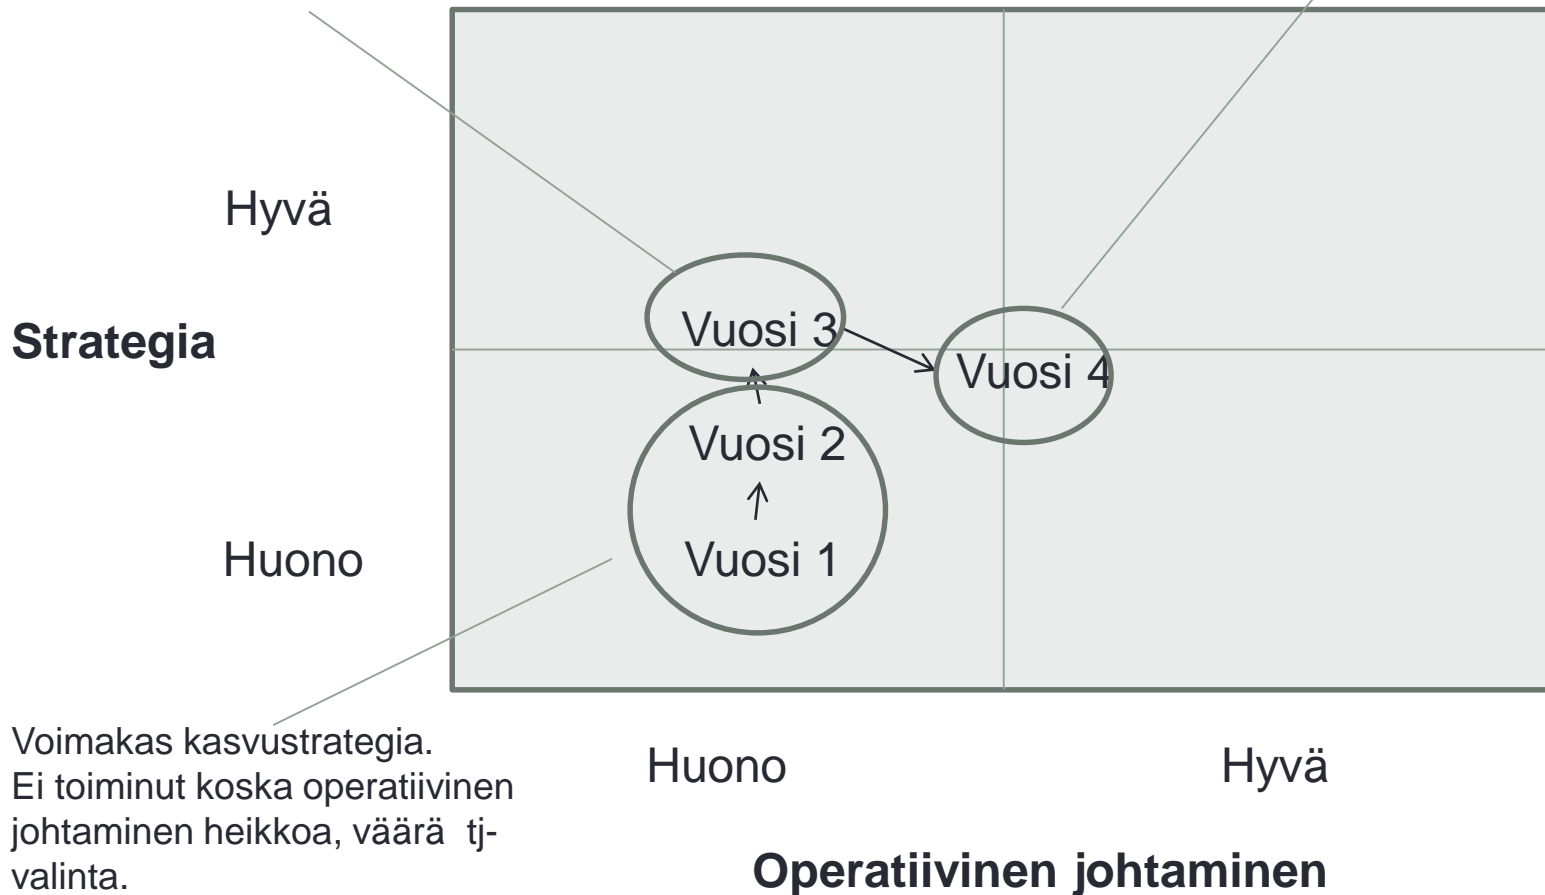 Hyvä
Strategia
Vuosi 3
Vuosi 4
Vuosi 2
Huono
Vuosi 1
Voimakas kasvustrategia.
Ei toiminut koska operatiivinen
johtaminen heikkoa, väärä  tj-
valinta.
Huono
Hyvä
Operatiivinen johtaminen